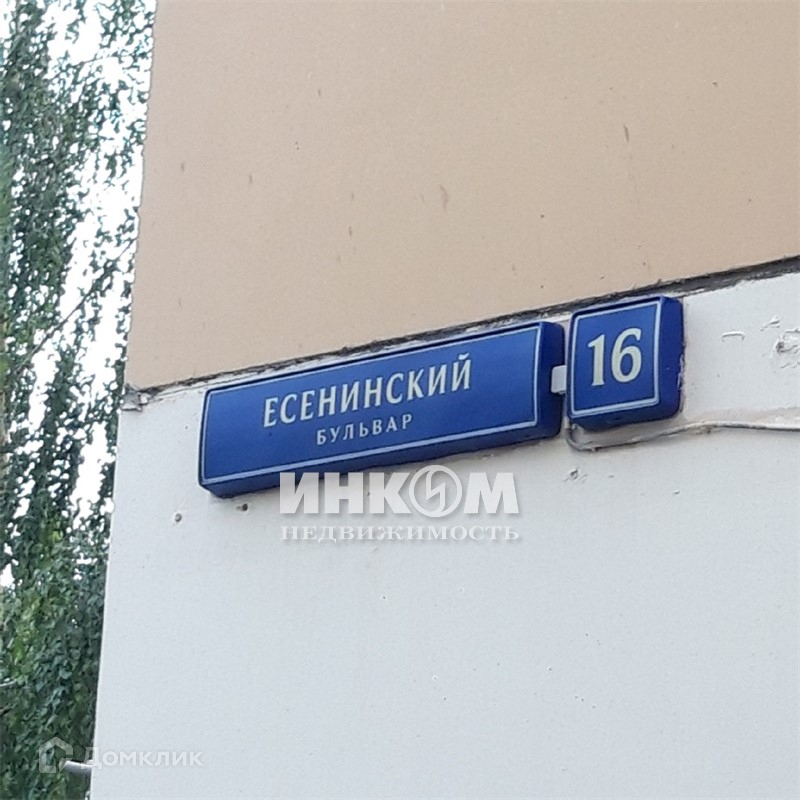 ЕСЕНИНСКИЙ
БУЛЬВАР
16
ИНКОМ
НЕДВИЖИМОСТЬ
Домклик